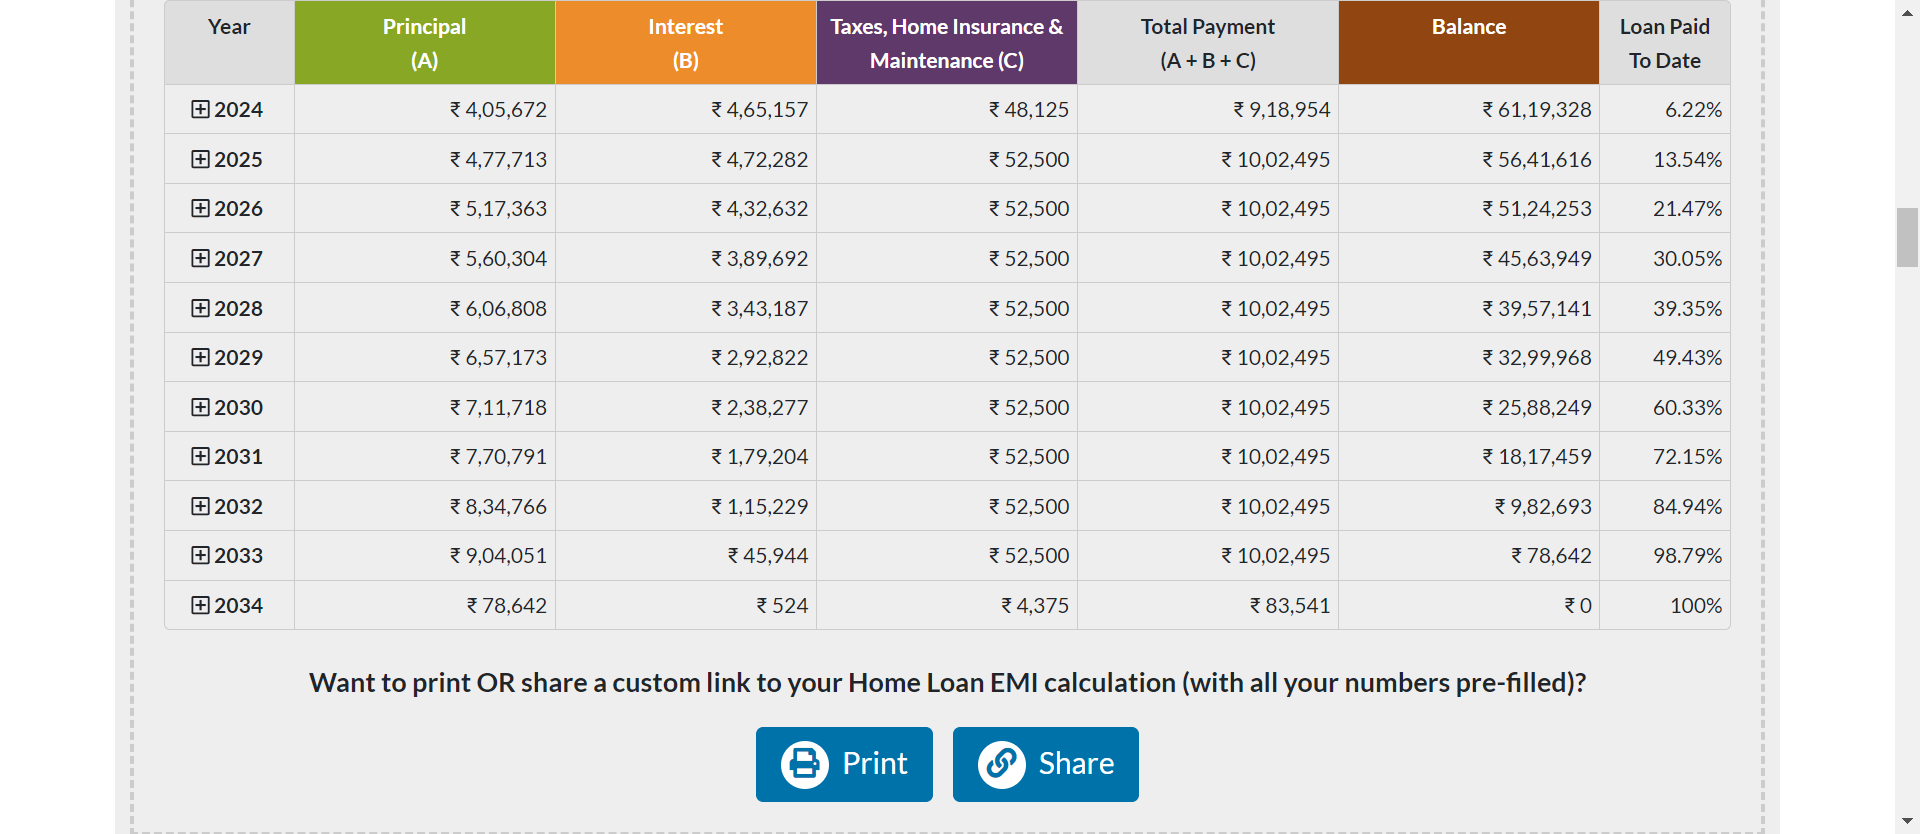 Year Principal Interest Taxes, Home Insurance & Total Payment Balance Loan Paid
(A) (B) Maintenance (C) (A + B + C) To Date
2024 ₹ 4,05,672 ₹ 4,65,157 ₹ 48,125 ₹ 9,18,954 ₹ 61,19,328 6.22%
2025 ₹ 4,77,713 ₹ 4,72,282 ₹ 52,500 ₹ 10,02,495 ₹ 56,41,616 13.54%
2026 ₹ 5,17,363 ₹ 4,32,632 ₹ 52,500 ₹ 10,02,495 ₹ 51,24,253 21.47%
2027 ₹ 5,60,304 ₹ 3,89,692 ₹ 52,500 ₹ 10,02,495 ₹ 45,63,949 30.05%
2028 ₹ 6,06,808 ₹ 3,43,187 ₹ 52,500 ₹ 10,02,495 ₹ 39,57,141 39.35%
2029 ₹ 6,57,173 ₹ 2,92,822 ₹ 52,500 ₹ 10,02,495 ₹ 32,99,968 49.43%
2030 ₹ 7,11,718 ₹ 2,38,277 ₹ 52,500 ₹ 10,02,495 ₹ 25,88,249 60.33%
2031 ₹ 7,70,791 ₹ 1,79,204 ₹ 52,500 ₹ 10,02,495 ₹ 18,17,459 72.15%
2032 ₹ 8,34,766 ₹ 1,15,229 ₹ 52,500 ₹ 10,02,495 ₹ 9,82,693 84.94%
2033 ₹ 9,04,051 ₹ 45,944 ₹ 52,500 ₹ 10,02,495 ₹ 78,642 98.79%
2034 ₹ 78,642 ₹ 524 ₹ 4,375 ₹ 83,541 ₹ 0 100%
Want to print OR share a custom link to your Home Loan EMI calculation (with all your numbers pre-filled)?
Print Share